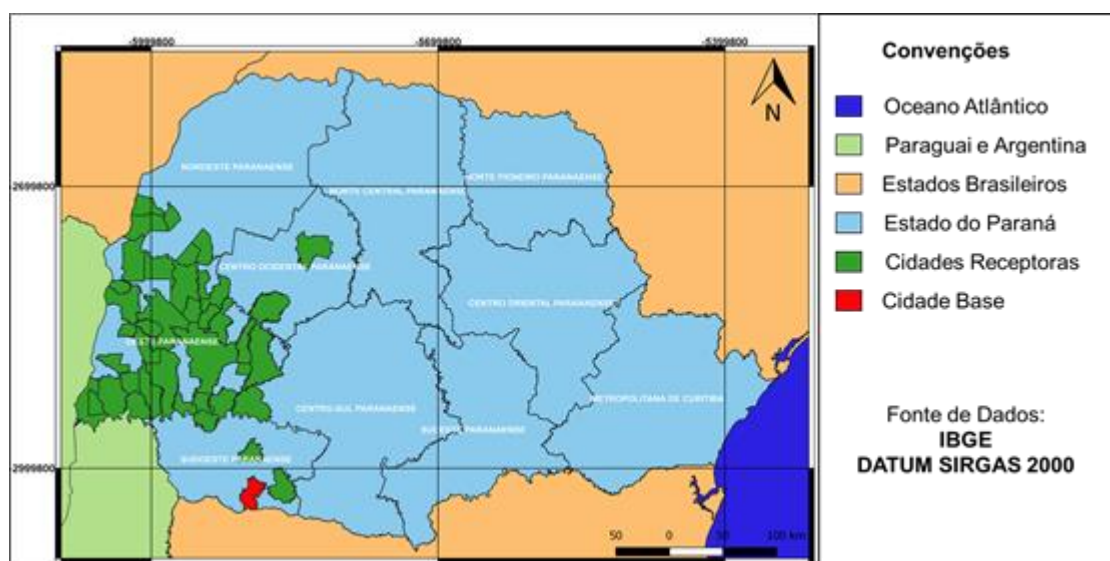 -5999800
-5699800
-5399800
-2699800
-2999800
NOROESTE PARANAENSE
NORTE CENTRAL PARANAENSE
NORTE PIONEIRO PARANAENSE
CENTRO OCIDENTAL PARANAENSE
CENTRO ORIENTAL PARANAENSE
OESTE PARANAENSE
CENTRO-SUL PARANAENSE
METROPOLITANA DE CURITIBA
SUDESTE PARANAENSE
SUDOESTE PARANAENSE
N
50 0 50 100 km
Convenções
Oceano Atlântico
Paraguai e Argentina
Estados Brasileiros
Estado do Paraná
Cidades Receptoras
Cidade Base
Fonte de Dados:
IBGE
DATUM SIRGAS 2000